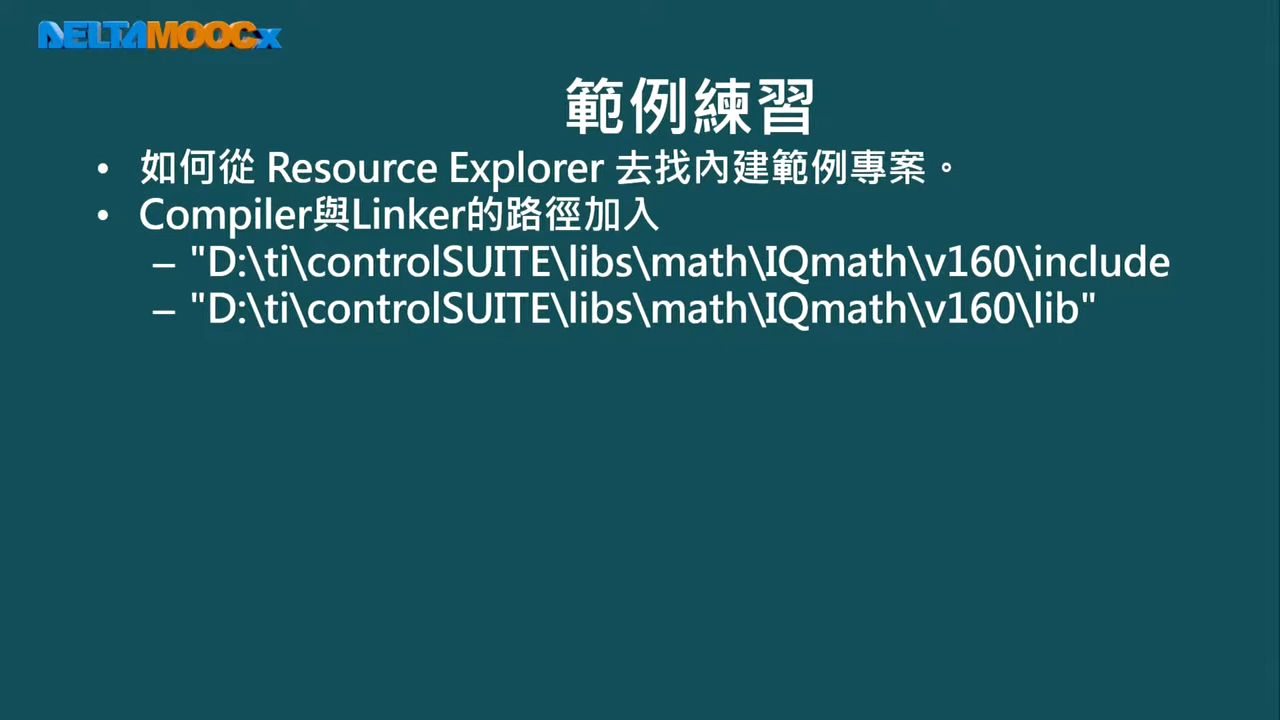 DELTAMOOCx
範例練習
• 如何從 Resource Explorer 去找內建範例專案。
• Compiler與Linker的路徑加入
– "D:\ti\controlSUITE\libs\math\IQmath\v160\include
– "D:\ti\controlSUITE\libs\math\IQmath\v160\lib"